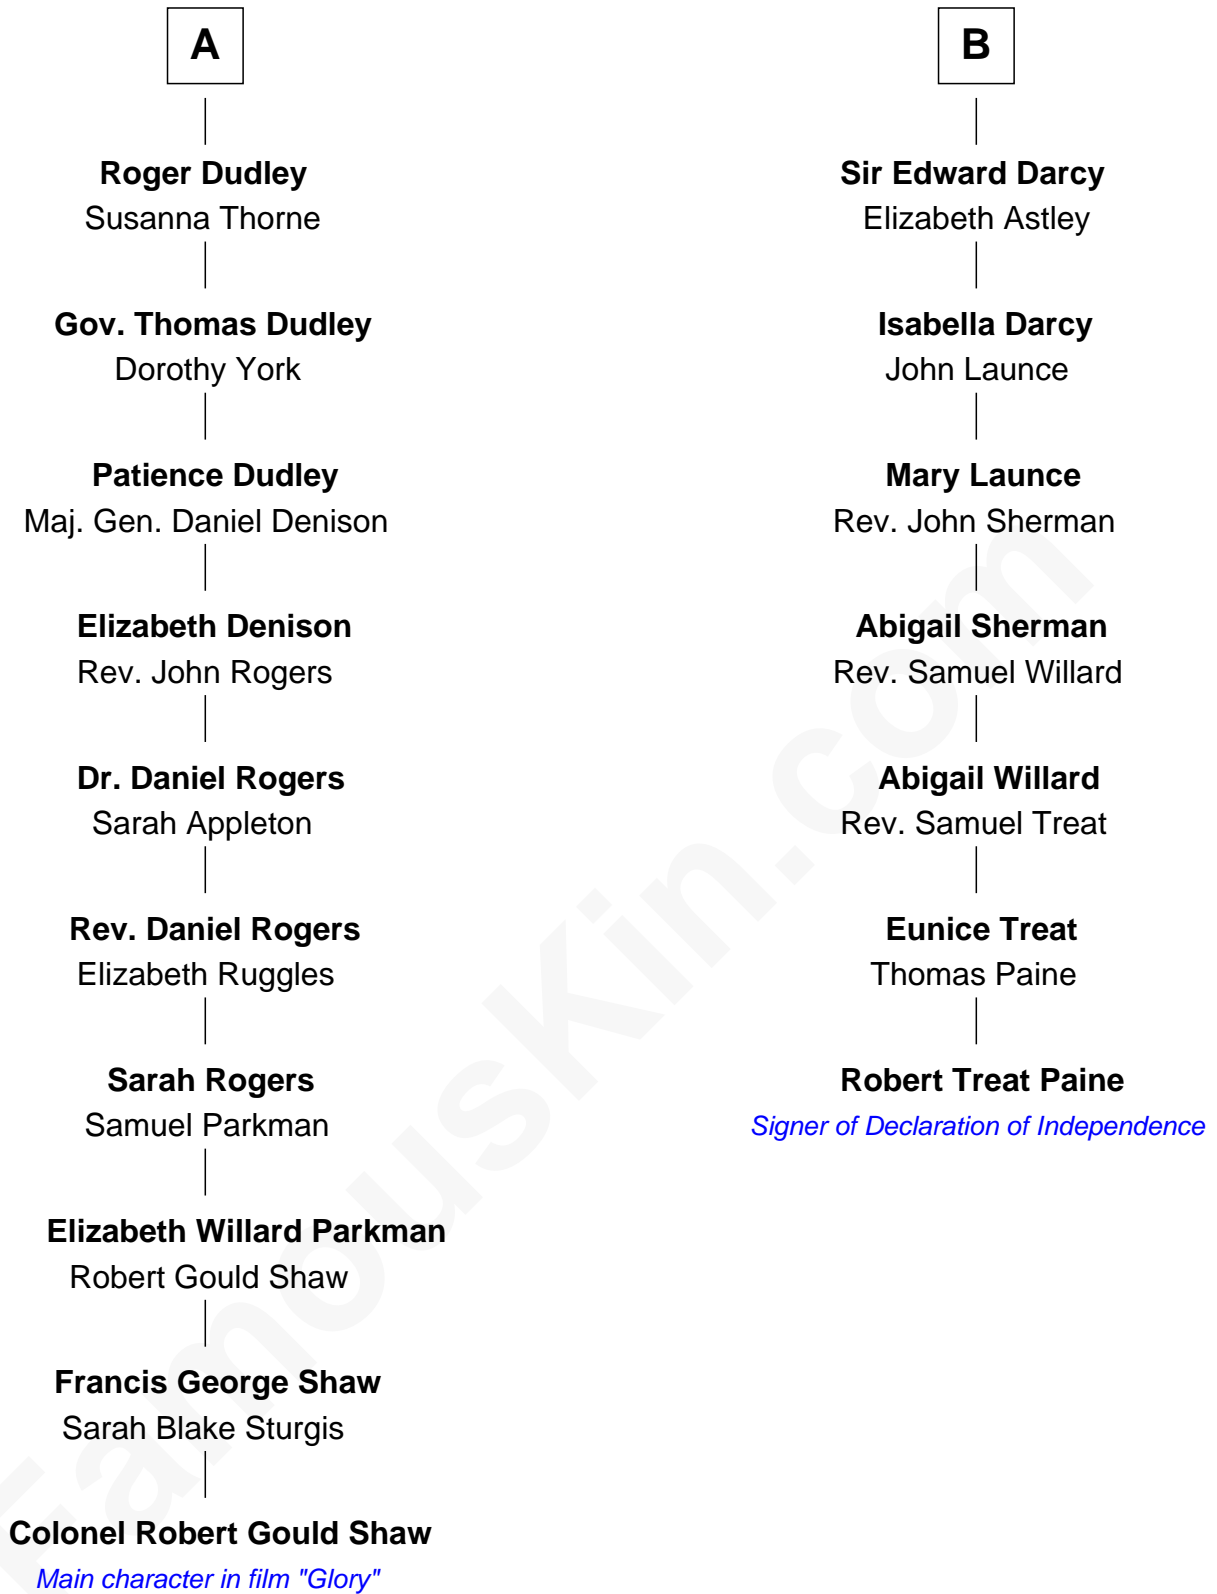 A
Roger Dudley
Susanna Thorne
Gov. Thomas Dudley
Dorothy York
Patience Dudley
Maj. Gen. Daniel Denison
Elizabeth Denison
Rev. John Rogers
Dr. Daniel Rogers
Sarah Appleton
Rev. Daniel Rogers
Elizabeth Ruggles
Sarah Rogers
Samuel Parkman
Elizabeth Willard Parkman
Robert Gould Shaw
Francis George Shaw
Sarah Blake Sturgis
Colonel Robert Gould Shaw
Main character in film "Glory"
B
Sir Edward Darcy
Elizabeth Astley
Isabella Darcy
John Launce
Mary Launce
Rev. John Sherman
Abigail Sherman
Rev. Samuel Willard
Abigail Willard
Rev. Samuel Treat
Eunice Treat
Thomas Paine
Robert Treat Paine
Signer of Declaration of Independence
FamousKin.com